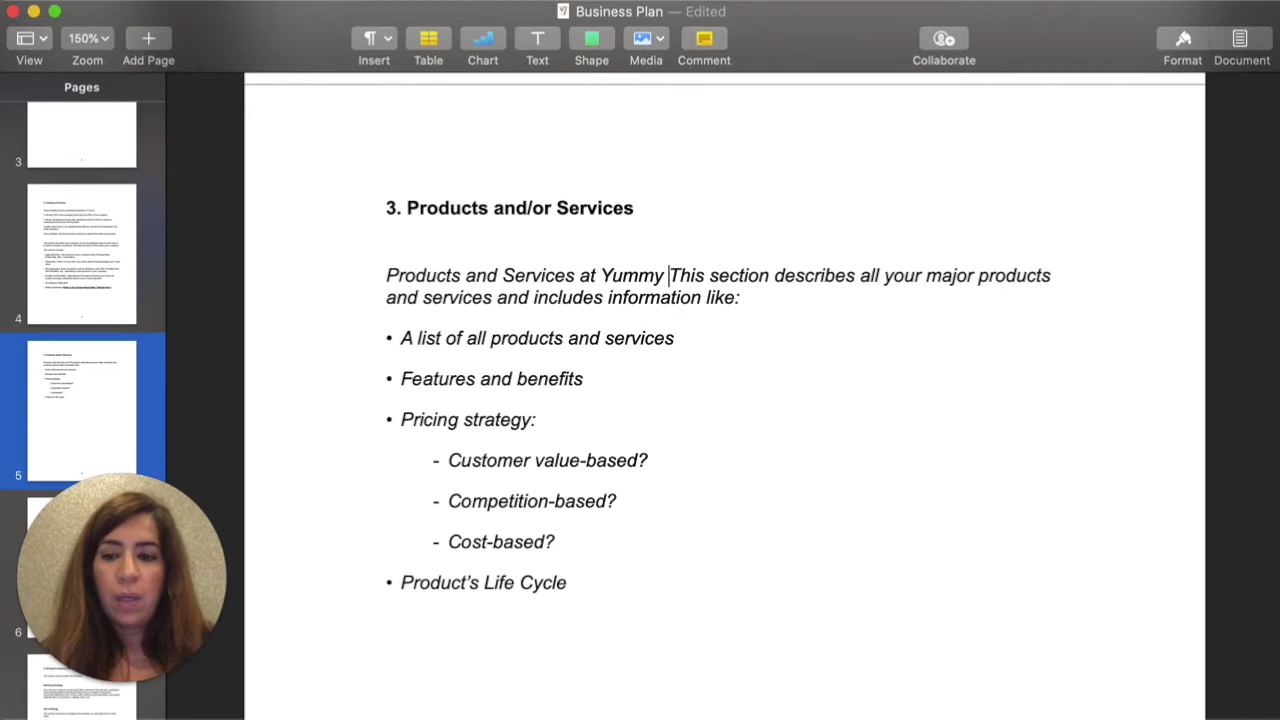 Business Plan — Edited
150%
View Zoom Add Page Insert Table Chart Text Shape Media Comment Collaborate Format Document
Pages
3
4
5
6
3. Products and/or Services
Products and Services at Yummy This section describes all your major products
and services and includes information like:
• A list of all products and services
• Features and benefits
• Pricing strategy:
- Customer value-based?
- Competition-based?
- Cost-based?
• Product’s Life Cycle